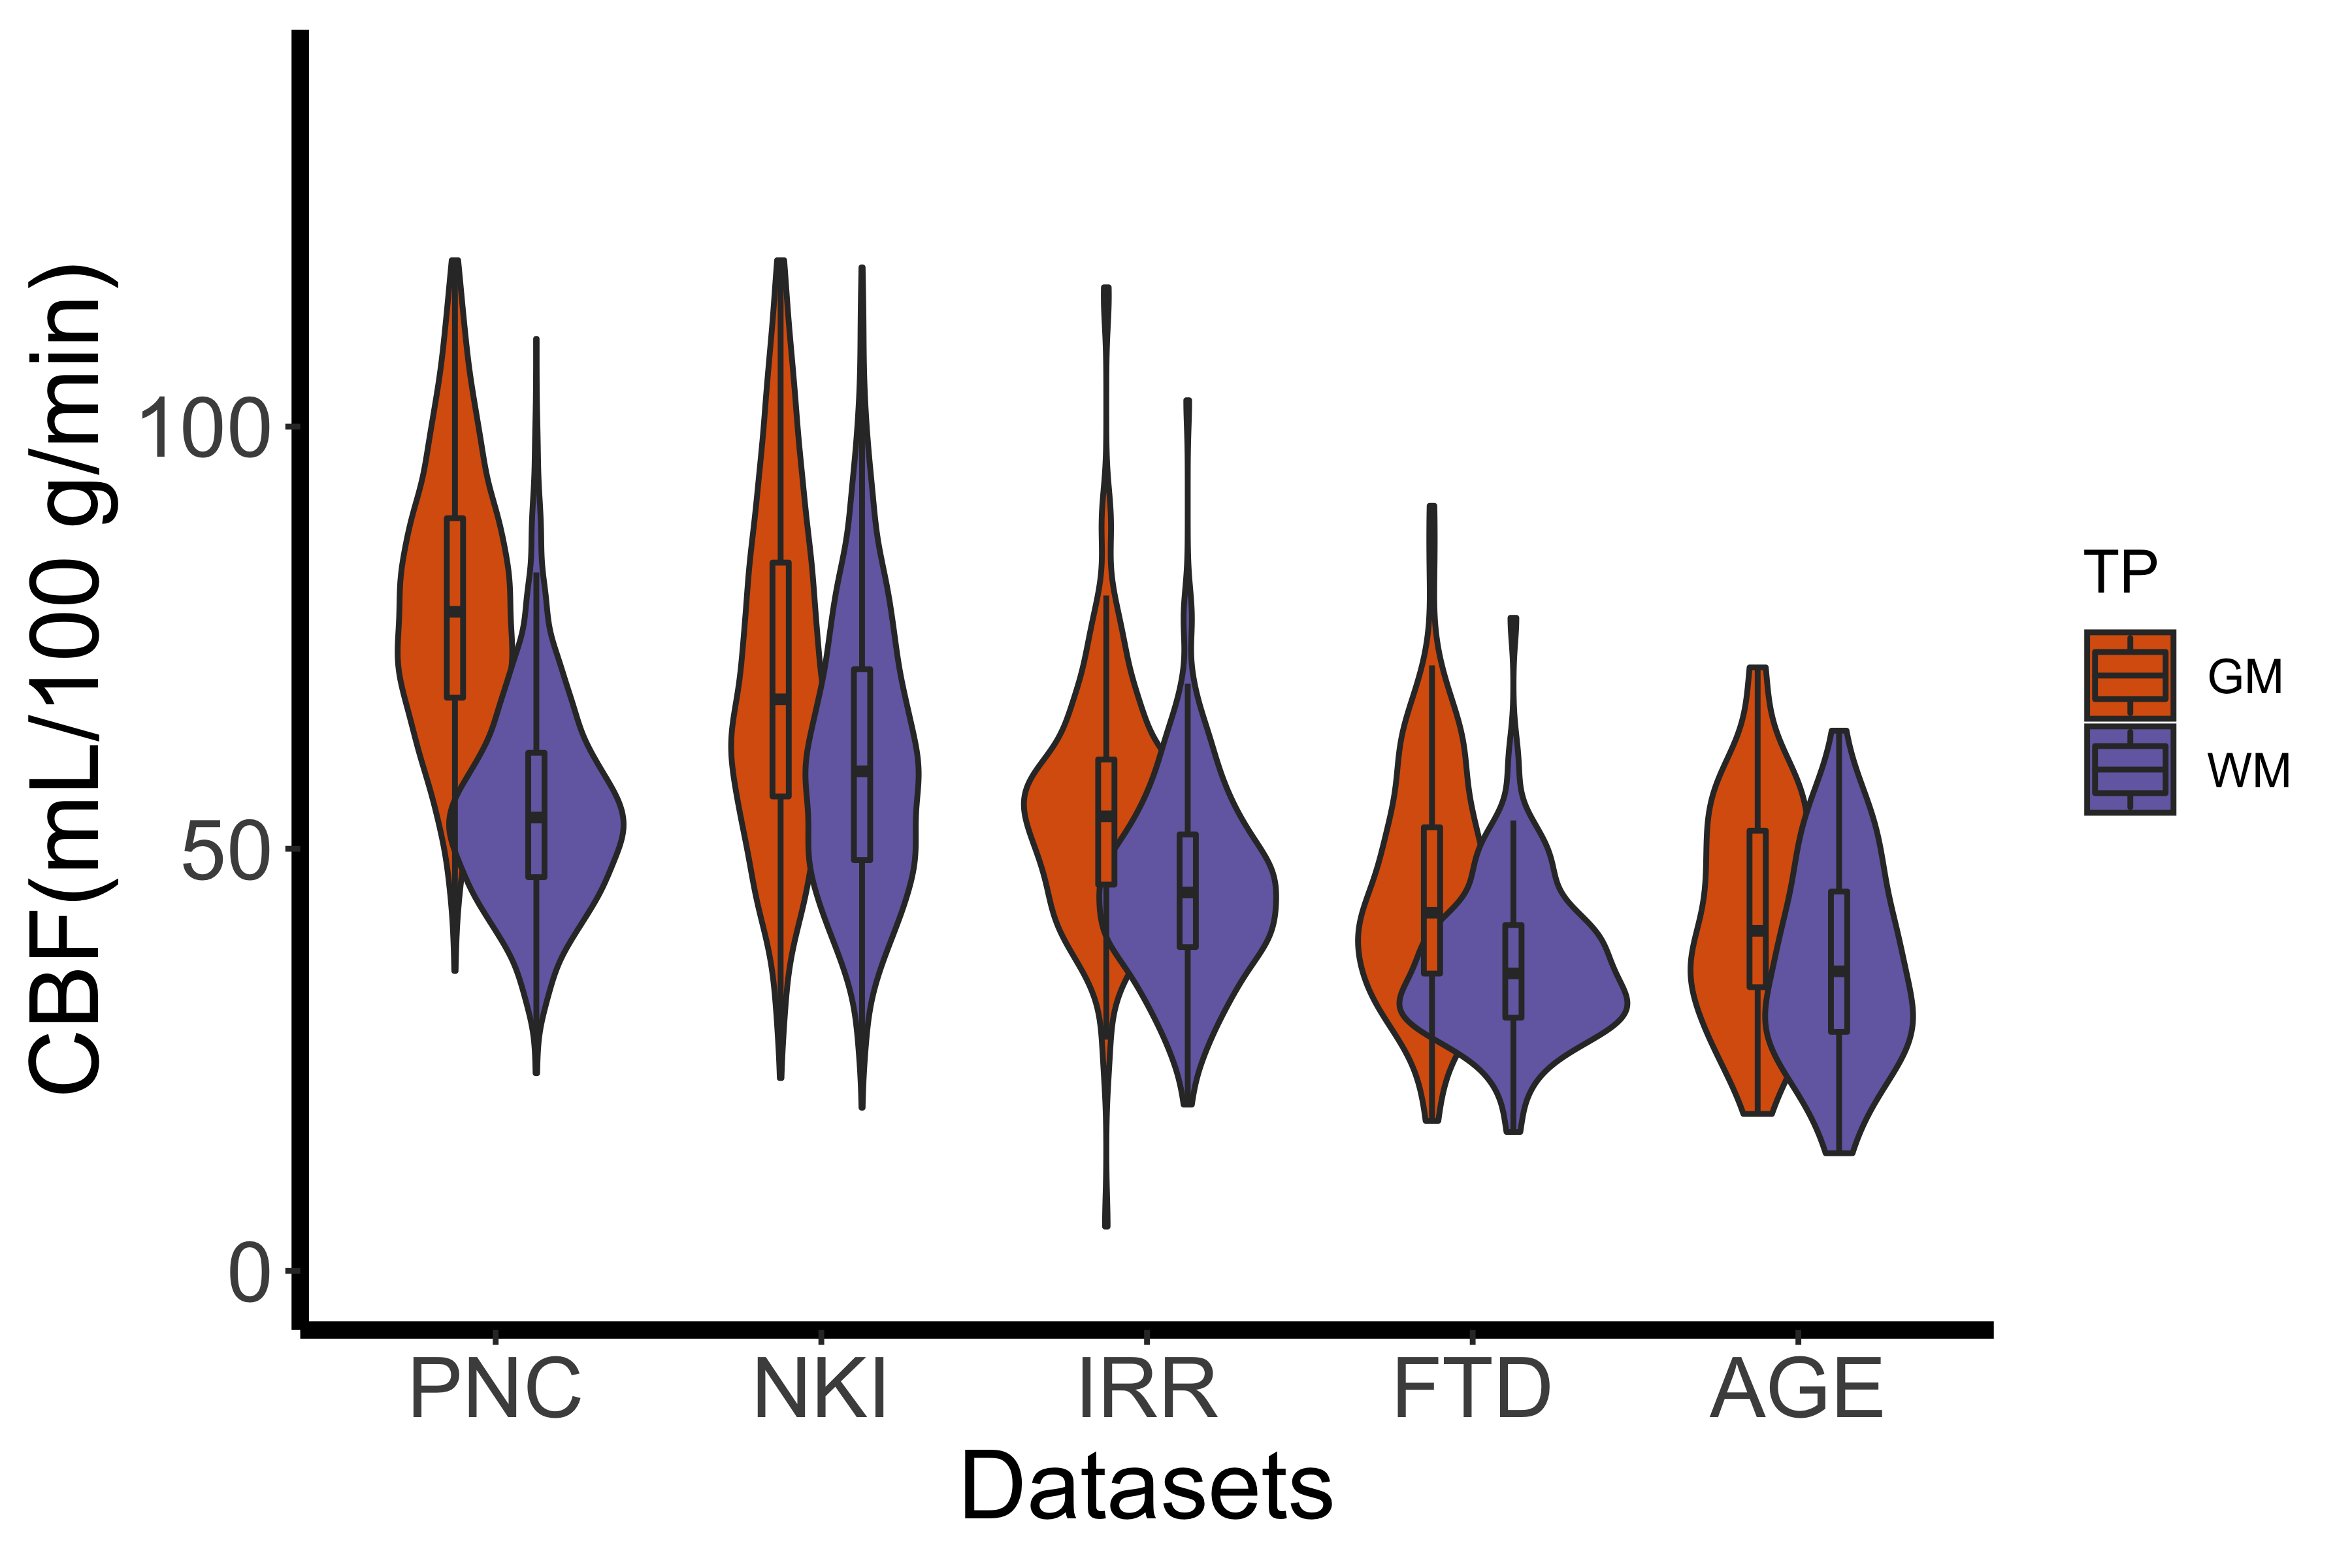 CBF(mL/100 g/min)
100
50
0
PNC NKI IRR FTD AGE
Datasets
TP
GM
WM